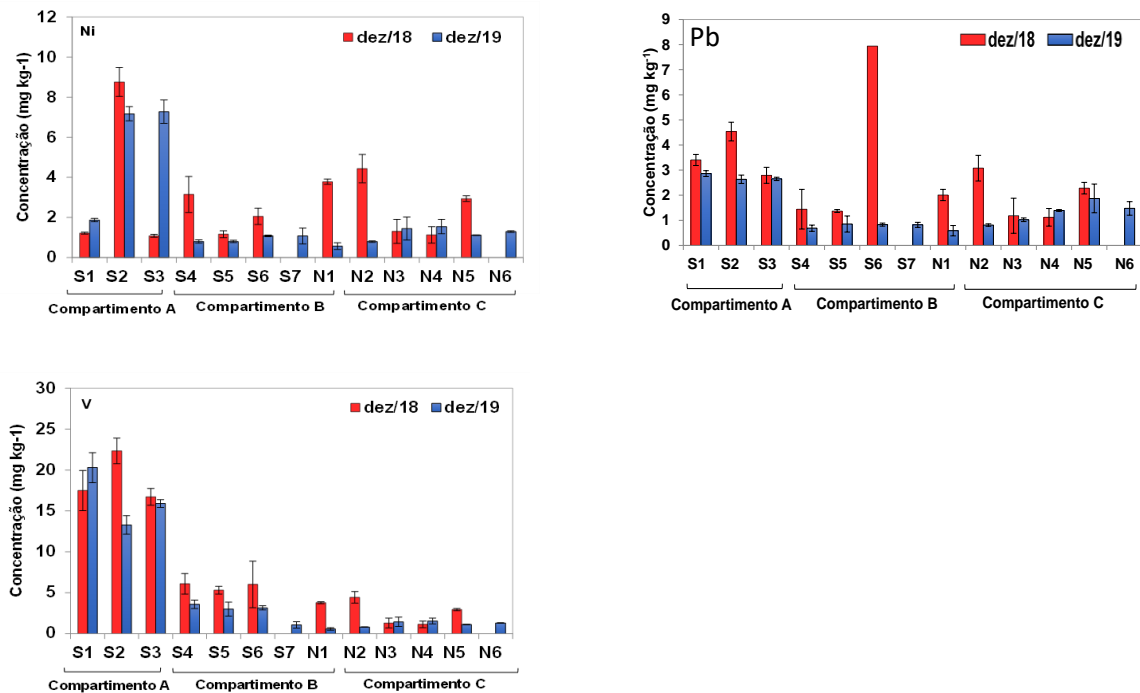 Ni
dez/18 dez/19
Concentração (mg kg-1)
12
10
8
6
4
2
0
S1 S2 S3 S4 S5 S6 S7 N1 N2 N3 N4 N5 N6
Compartimento A Compartimento B Compartimento C
Pb
dez/18 dez/19
Concentração (mg kg⁻¹)
9
8
7
6
5
4
3
2
1
0
S1 S2 S3 S4 S5 S6 S7 N1 N2 N3 N4 N5 N6
Compartimento A Compartimento B Compartimento C
V
dez/18 dez/19
Concentração (mg kg-1)
30
25
20
15
10
5
0
S1 S2 S3 S4 S5 S6 S7 N1 N2 N3 N4 N5 N6
Compartimento A Compartimento B Compartimento C